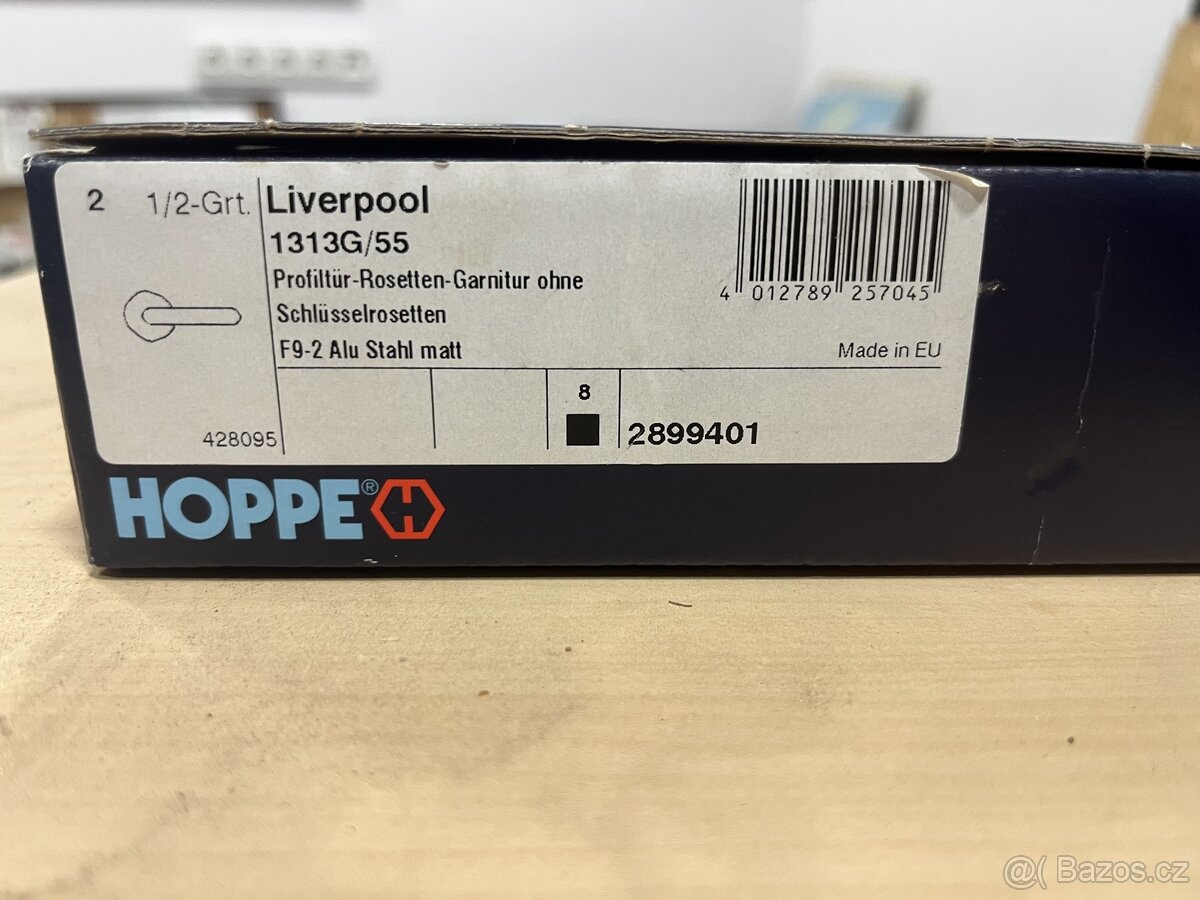 2 1/2-Grt. Liverpool
1313G/55
Profiltür-Rosetten-Garnitur ohne
Schlüsselrosetten
F9-2 Alu Stahl matt
4 012789 257045
Made in EU
8
428095
2899401
HOPPE®
@( Bazos.cz